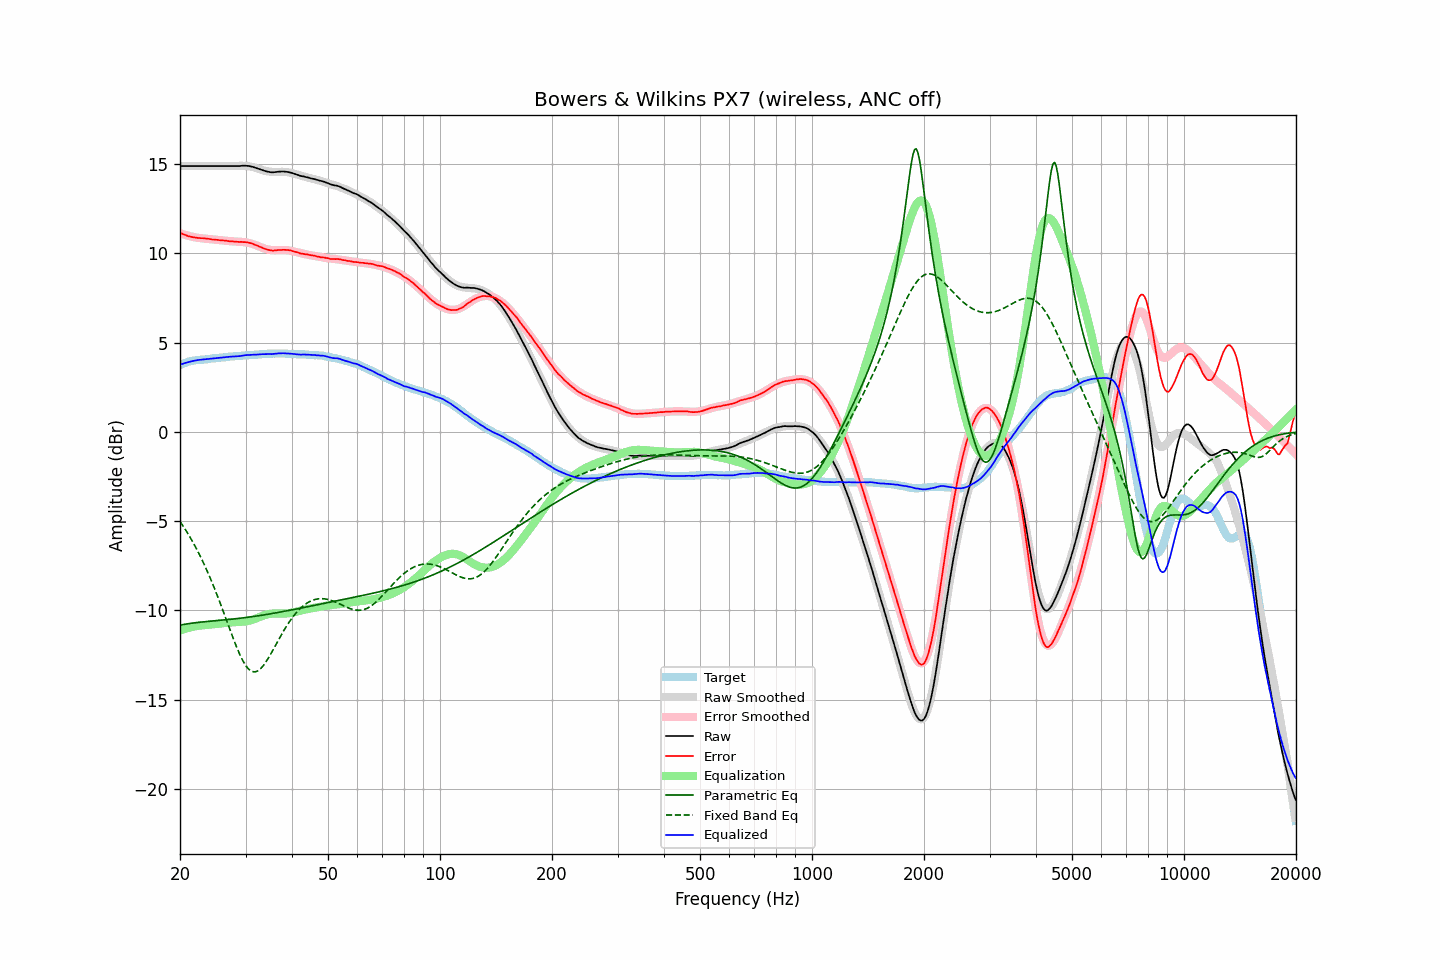 Bowers & Wilkins PX7 (wireless, ANC off)
15
10
5
0
−5
−10
−15
−20
Amplitude (dBr)
Target
Raw Smoothed
Error Smoothed
Raw
Error
Equalization
Parametric Eq
Fixed Band Eq
Equalized
20
50
100
200
500
1000
2000
5000
10000
20000
Frequency (Hz)